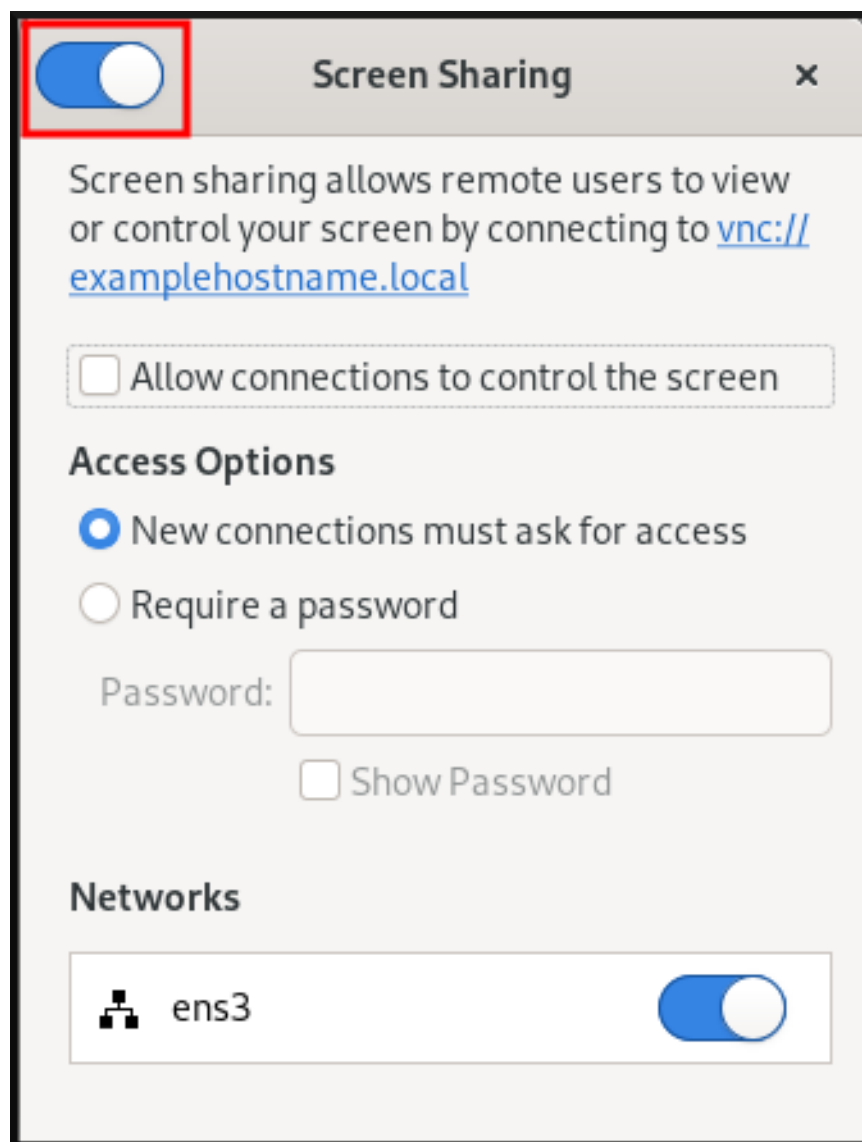 Screen Sharing
Screen sharing allows remote users to view
or control your screen by connecting to vnc://
examplehostname.local
Allow connections to control the screen
Access Options
New connections must ask for access
Require a password
Password:
Show Password
Networks
ens3